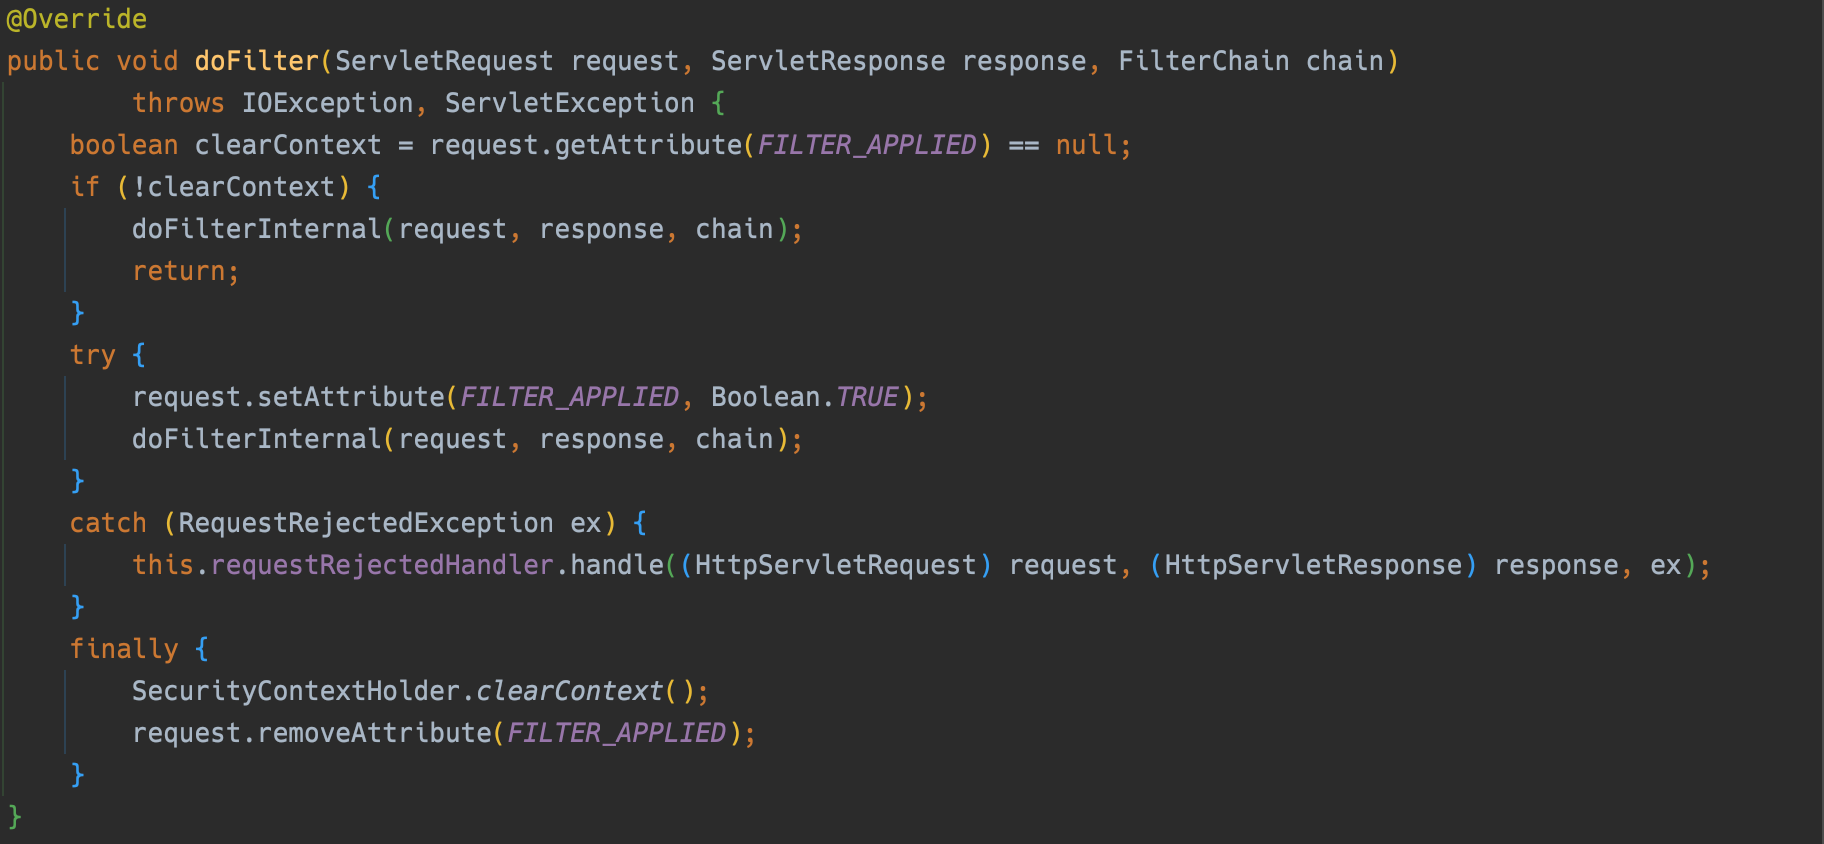 @Override
public void doFilter(ServletRequest request, ServletResponse response, FilterChain chain)
        throws IOException, ServletException {
    boolean clearContext = request.getAttribute(FILTER_APPLIED) == null;
    if (!clearContext) {
        doFilterInternal(request, response, chain);
        return;
    }
    try {
        request.setAttribute(FILTER_APPLIED, Boolean.TRUE);
        doFilterInternal(request, response, chain);
    }
    catch (RequestRejectedException ex) {
        this.requestRejectedHandler.handle((HttpServletRequest) request, (HttpServletResponse) response, ex);
    }
    finally {
        SecurityContextHolder.clearContext();
        request.removeAttribute(FILTER_APPLIED);
    }
}